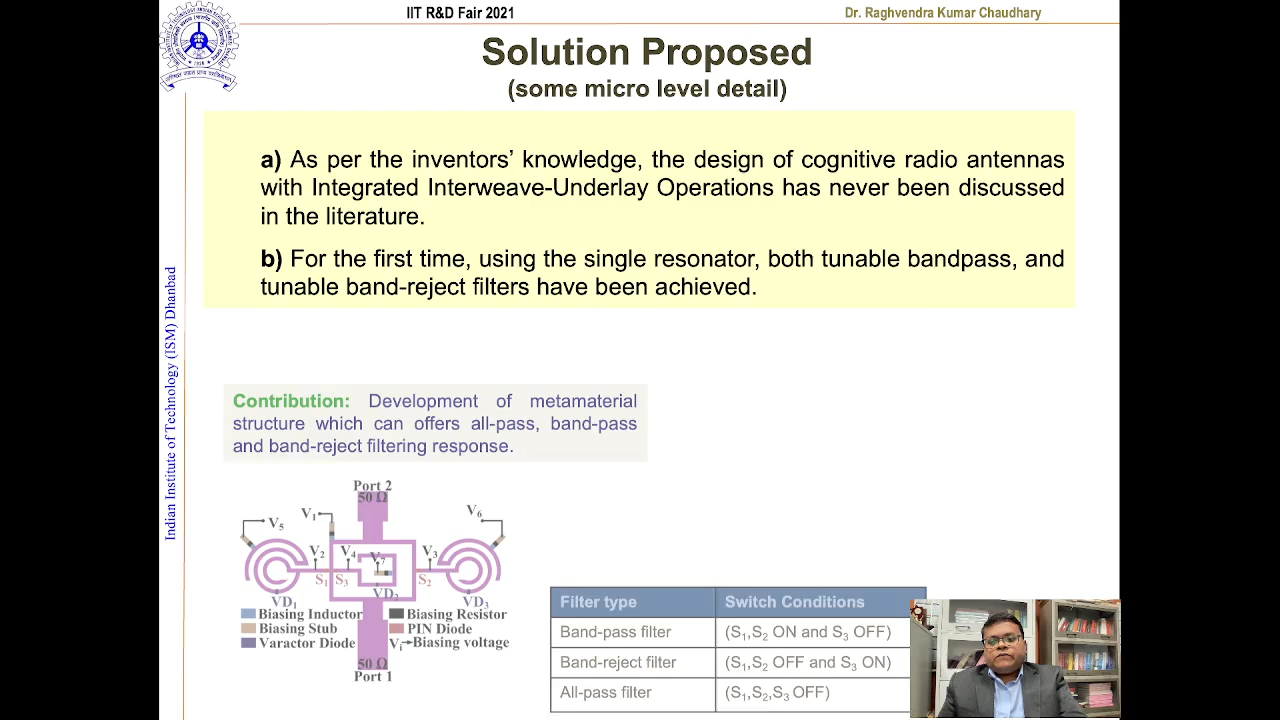 IIT R&D Fair 2021
Dr. Raghvendra Kumar Chaudhary
Solution Proposed
(some micro level detail)
a) As per the inventors' knowledge, the design of cognitive radio antennas
with Integrated Interweave-Underlay Operations has never been discussed
in the literature.
b) For the first time, using the single resonator, both tunable bandpass, and
tunable band-reject filters have been achieved.
Indian Institute of Technology (ISM) Dhanbad
Contribution: Development of metamaterial
structure which can offers all-pass, band-pass
and band-reject filtering response.
Port 2
50 Ω
V5
V1
V6
V2
V4
V7
V3
S1
S3
S2
VD1
VD2
VD3
Biasing Inductor
Biasing Resistor
Biasing Stub
PIN Diode
Varactor Diode
Vi→Biasing voltage
50 Ω
Port 1
Filter type
Switch Conditions
Band-pass filter
(S1,S2 ON and S3 OFF)
Band-reject filter
(S1,S2 OFF and S3 ON)
All-pass filter
(S1,S2,S3 OFF)